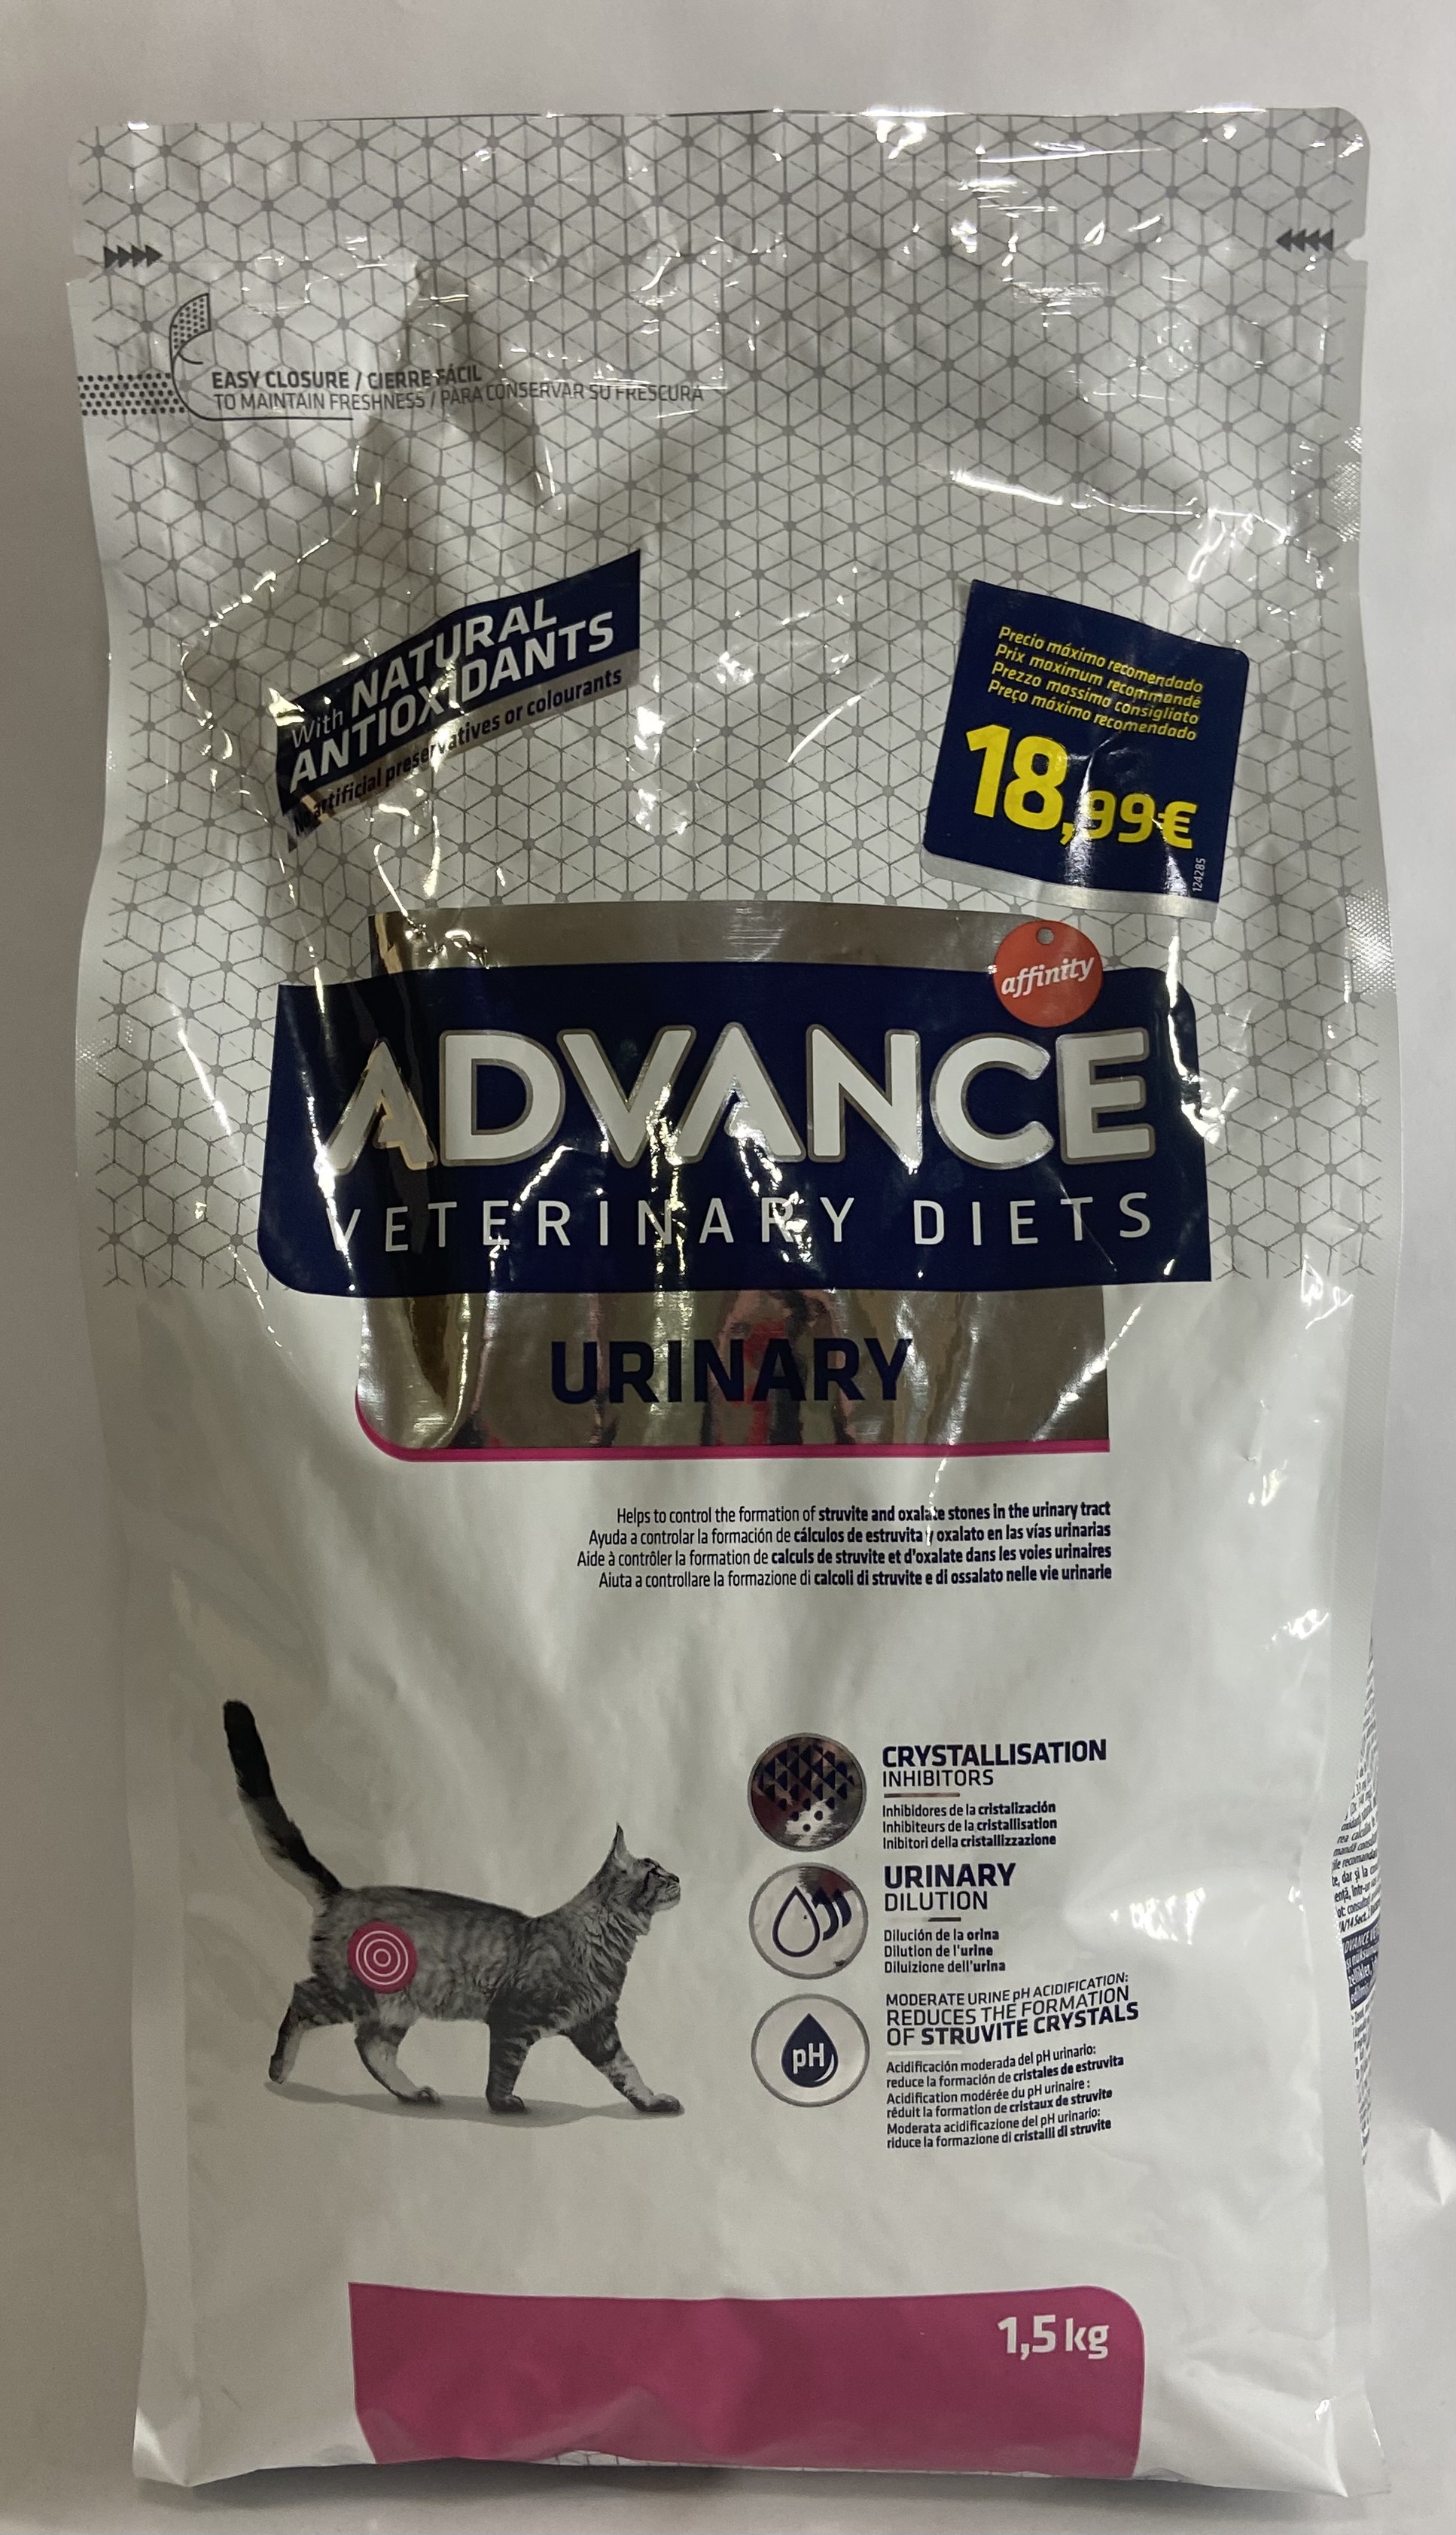 EASY CLOSURE / CIERRE FÁCIL
TO MAINTAIN FRESHNESS / PARA CONSERVAR SU FRESCURA
With NATURAL
ANTIOXIDANTS
No artificial preservatives or colourants
Precio máximo recomendado
Prix maximum recommandé
Prezzo massimo consigliato
Preço máximo recomendado
18,99€
124285
affinity
ADVANCE
VETERINARY DIETS
URINARY
Helps to control the formation of struvite and oxalate stones in the urinary tract
Ayuda a controlar la formación de cálculos de estruvita y oxalato en las vías urinarias
Aide à contrôler la formation de calculs de struvite et d'oxalate dans les voies urinaires
Aiuta a controllare la formazione di calcoli di struvite e di ossalato nelle vie urinarie
CRYSTALLISATION
INHIBITORS
Inhibidores de la cristalización
Inhibiteurs de la cristallisation
Inibitori della cristallizzazione
URINARY
DILUTION
Dilución de la orina
Dilution de l'urine
Diluizione dell'urina
pH
MODERATE URINE pH ACIDIFICATION:
REDUCES THE FORMATION
OF STRUVITE CRYSTALS
Acidificación moderada del pH urinario:
reduce la formación de cristales de estruvita
Acidification modérée du pH urinaire :
réduit la formation de cristaux de struvite
Moderata acidificazione del pH urinario:
riduce la formazione di cristalli di struvite
1,5 kg